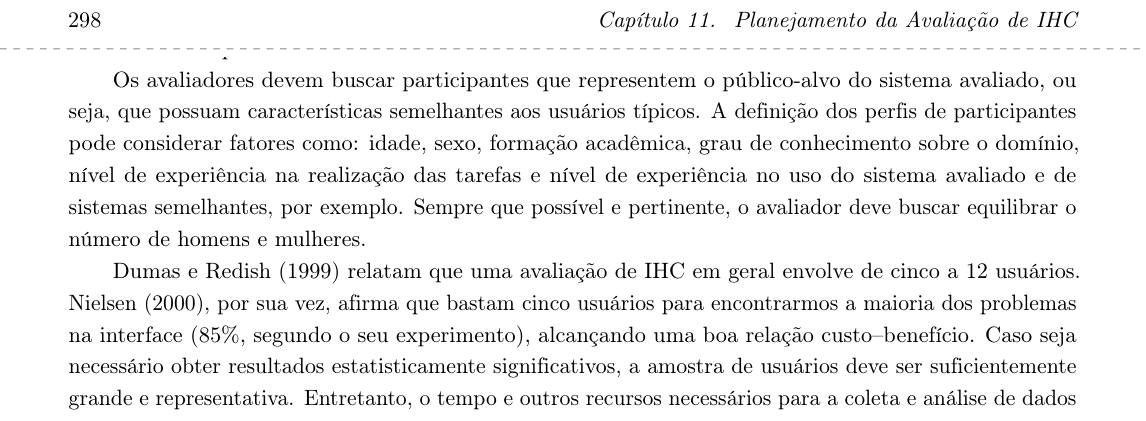 298 Capítulo 11. Planejamento da Avaliação de IHC
Os avaliadores devem buscar participantes que representem o público-alvo do sistema avaliado, ou
seja, que possuam características semelhantes aos usuários típicos. A definição dos perfis de participantes
pode considerar fatores como: idade, sexo, formação acadêmica, grau de conhecimento sobre o domínio,
nível de experiência na realização das tarefas e nível de experiência no uso do sistema avaliado e de
sistemas semelhantes, por exemplo. Sempre que possível e pertinente, o avaliador deve buscar equilibrar o
número de homens e mulheres.
Dumas e Redish (1999) relatam que uma avaliação de IHC em geral envolve de cinco a 12 usuários.
Nielsen (2000), por sua vez, afirma que bastam cinco usuários para encontrarmos a maioria dos problemas
na interface (85%, segundo o seu experimento), alcançando uma boa relação custo–benefício. Caso seja
necessário obter resultados estatisticamente significativos, a amostra de usuários deve ser suficientemente
grande e representativa. Entretanto, o tempo e outros recursos necessários para a coleta e análise de dados